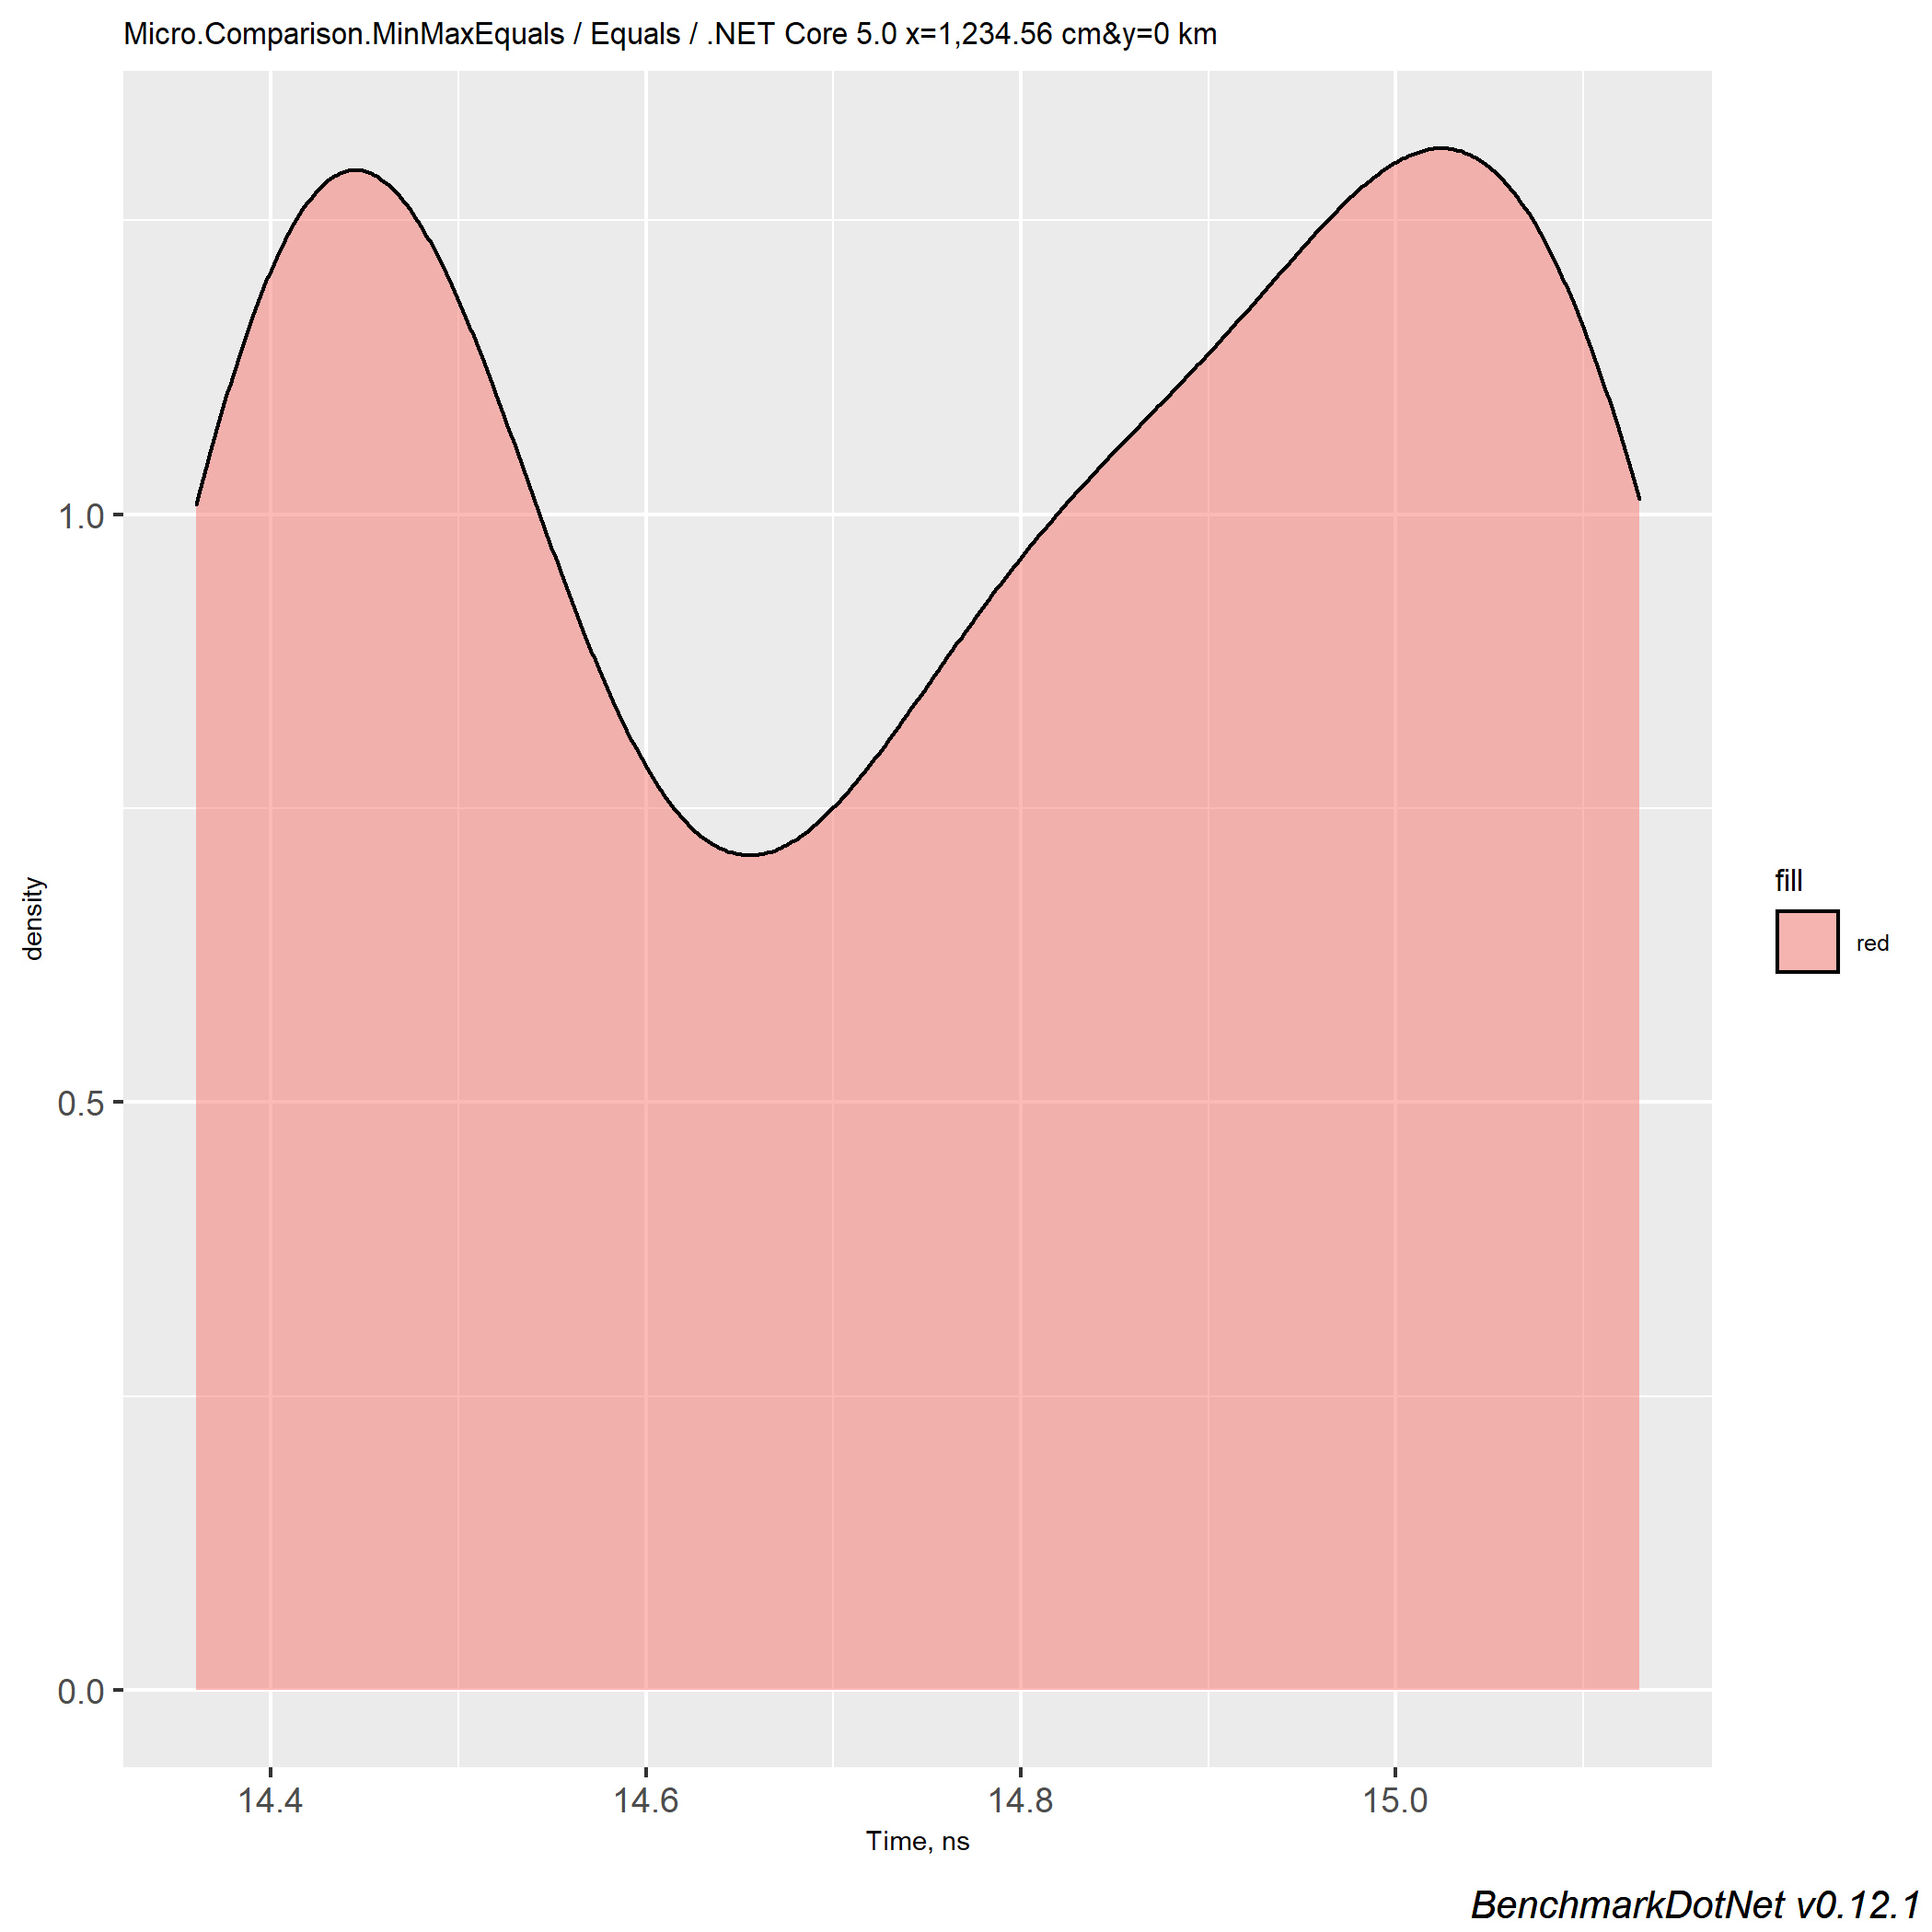 Micro.Comparison.MinMaxEquals / Equals / .NET Core 5.0 x=1,234.56 cm&y=0 km
density
1.0
0.5
0.0
14.4 14.6 14.8 15.0
Time, ns
fill
red
BenchmarkDotNet v0.12.1